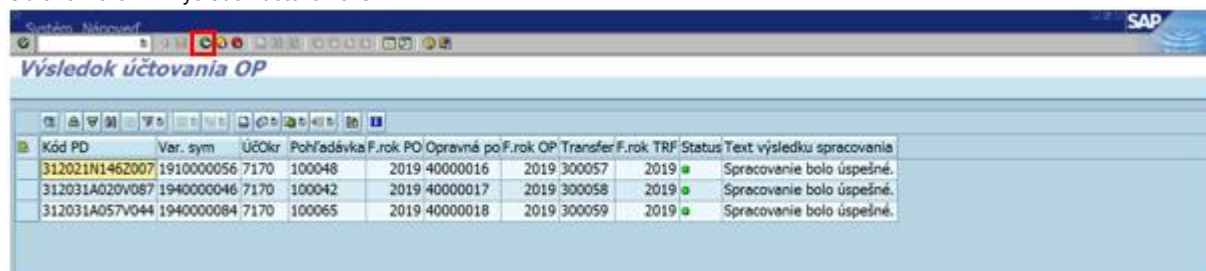 Systém Nápoveď
SAP
Výsledok účtovania OP
Kód PD Var. sym ÚčOkr Pohľadávka F.rok PO Opravná po F.rok OP Transfer F.rok TRF Status Text výsledku spracovania
312021N146Z007 1910000056 7170 100048 2019 40000016 2019 300057 2019 Spracovanie bolo úspešné.
312031A020V087 1940000046 7170 100042 2019 40000017 2019 300058 2019 Spracovanie bolo úspešné.
312031A057V044 1940000084 7170 100065 2019 40000018 2019 300059 2019 Spracovanie bolo úspešné.